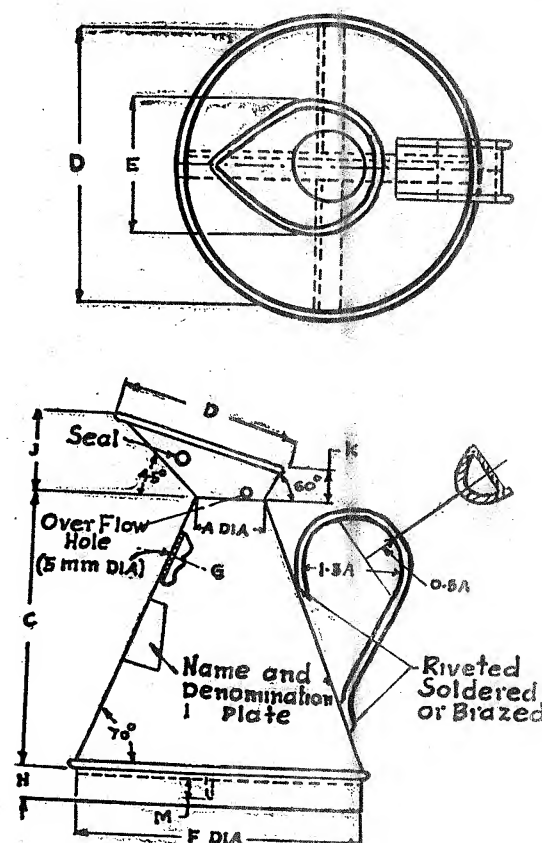 D
E
D
J
Seal
45°
K
60°
Over Flow
Hole
(5 mm DIA)
A DIA
G
1.5A
0.5A
C
Name and
Denomination
Plate
Riveted
Soldered
or Brazed
70°
H
M
F DIA